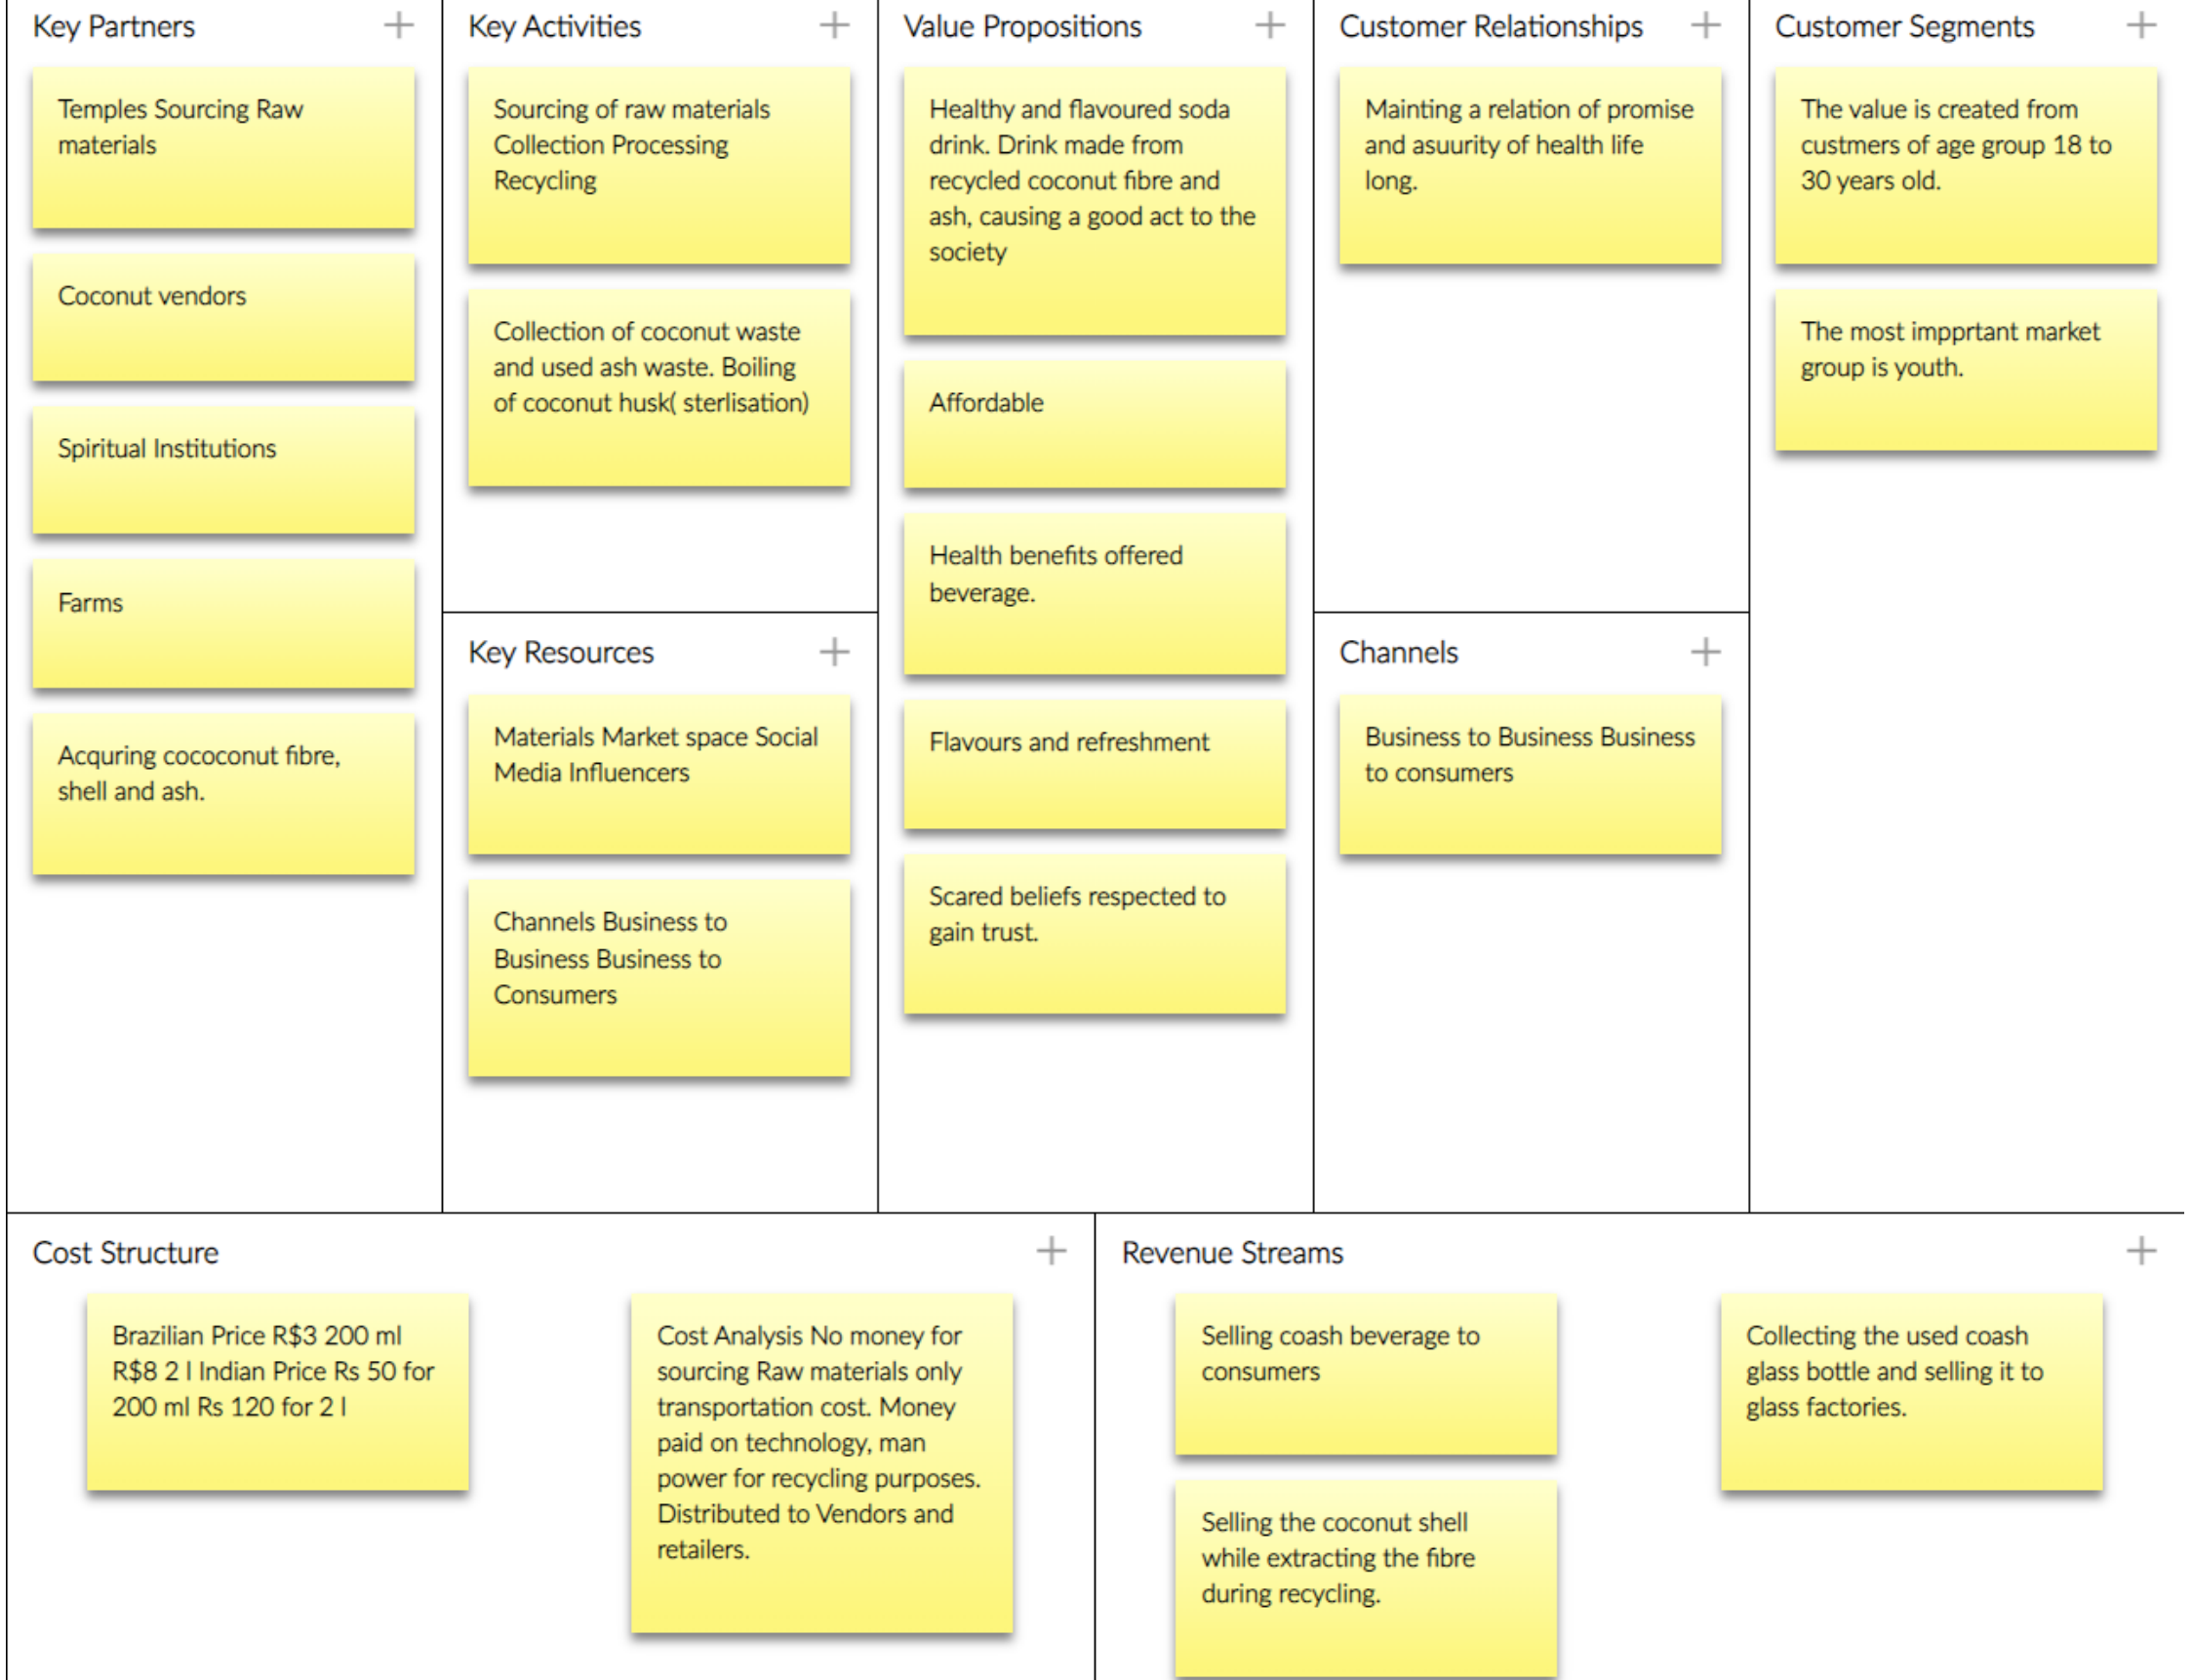 Key Partners
Temples Sourcing Raw
materials
Coconut vendors
Spiritual Institutions
Farms
Acquring cococonut fibre,
shell and ash.
Key Activities
Sourcing of raw materials
Collection Processing
Recycling
Collection of coconut waste
and used ash waste. Boiling
of coconut husk( sterlisation)
Key Resources
Materials Market space Social
Media Influencers
Channels Business to
Business Business to
Consumers
Value Propositions
Healthy and flavoured soda
drink. Drink made from
recycled coconut fibre and
ash, causing a good act to the
society
Affordable
Health benefits offered
beverage.
Flavours and refreshment
Scared beliefs respected to
gain trust.
Customer Relationships
Mainting a relation of promise
and asuurity of health life
long.
Channels
Business to Business Business
to consumers
Customer Segments
The value is created from
custmers of age group 18 to
30 years old.
The most impprtant market
group is youth.
Cost Structure
Brazilian Price R$3 200 ml
R$8 2 l Indian Price Rs 50 for
200 ml Rs 120 for 2 l
Cost Analysis No money for
sourcing Raw materials only
transportation cost. Money
paid on technology, man
power for recycling purposes.
Distributed to Vendors and
retailers.
Revenue Streams
Selling coash beverage to
consumers
Selling the coconut shell
while extracting the fibre
during recycling.
Collecting the used coash
glass bottle and selling it to
glass factories.